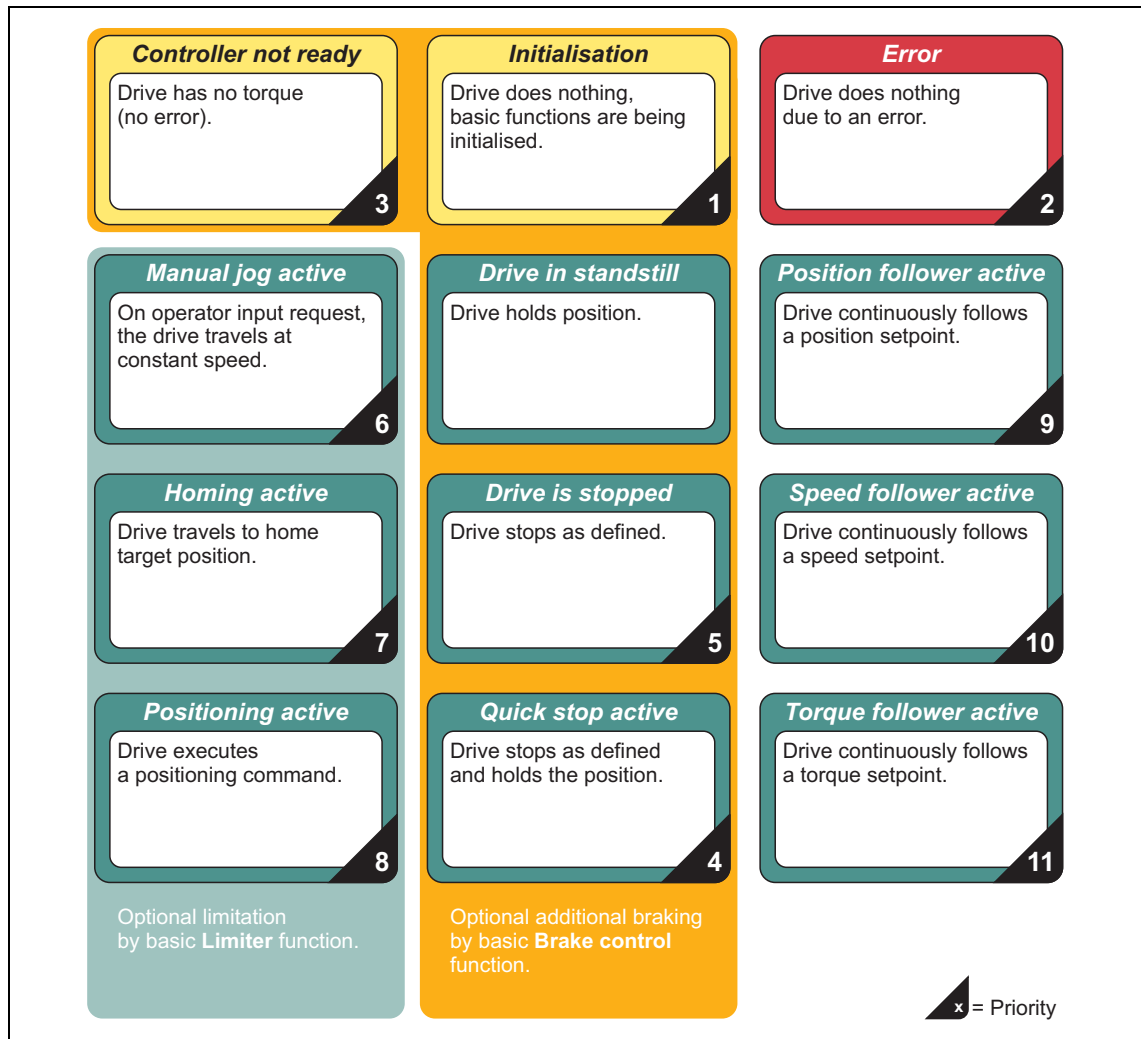 Controller not ready
Drive has no torque
(no error).
3
Initialisation
Drive does nothing,
basic functions are being
initialised.
1
Error
Drive does nothing
due to an error.
2
Manual jog active
On operator input request,
the drive travels at
constant speed.
6
Drive in standstill
Drive holds position.
Position follower active
Drive continuously follows
a position setpoint.
9
Homing active
Drive travels to home
target position.
7
Drive is stopped
Drive stops as defined.
5
Speed follower active
Drive continuously follows
a speed setpoint.
10
Positioning active
Drive executes
a positioning command.
8
Quick stop active
Drive stops as defined
and holds the position.
4
Torque follower active
Drive continuously follows
a torque setpoint.
11
Optional limitation
by basic Limiter function.
Optional additional braking
by basic Brake control
function.
x = Priority